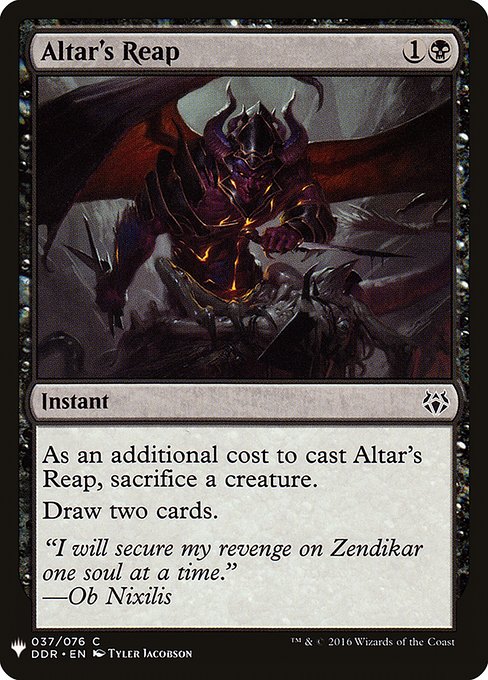 Altar's Reap 1
Instant
As an additional cost to cast Altar's
Reap, sacrifice a creature.
Draw two cards.
“I will secure my revenge on Zendikar
one soul at a time.”
—Ob Nixilis
037/076 C
DDR • EN Tyler Jacobson
™ & © 2016 Wizards of the Coast